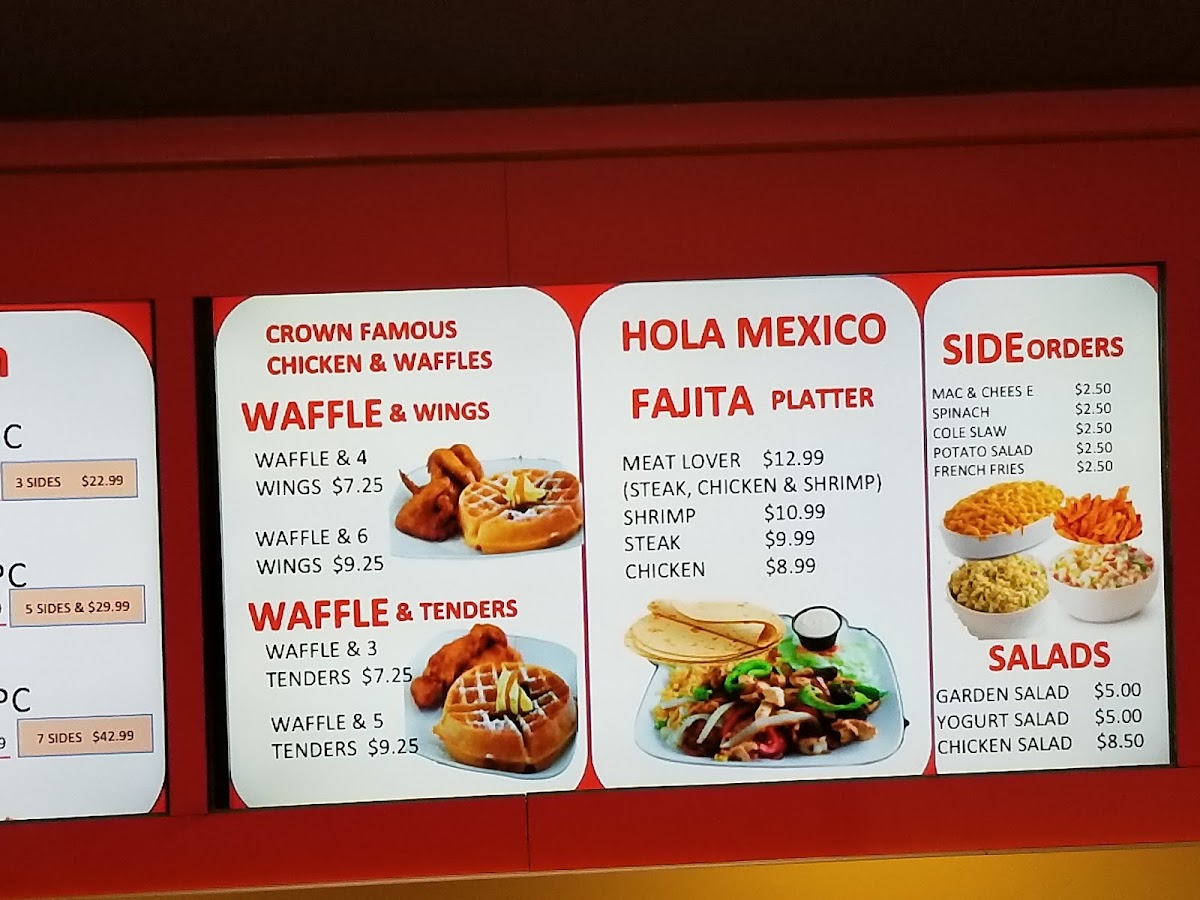 C
3 SIDES $22.99
PC
5 SIDES & $29.99
PC
7 SIDES $42.99
CROWN FAMOUS
CHICKEN & WAFFLES
WAFFLE & WINGS
WAFFLE & 4
WINGS $7.25
WAFFLE & 6
WINGS $9.25
WAFFLE & TENDERS
WAFFLE & 3
TENDERS $7.25
WAFFLE & 5
TENDERS $9.25
HOLA MEXICO
FAJITA PLATTER
MEAT LOVER $12.99
(STEAK, CHICKEN & SHRIMP)
SHRIMP $10.99
STEAK $9.99
CHICKEN $8.99
SIDE ORDERS
MAC & CHEES E $2.50
SPINACH $2.50
COLE SLAW $2.50
POTATO SALAD $2.50
FRENCH FRIES $2.50
SALADS
GARDEN SALAD $5.00
YOGURT SALAD $5.00
CHICKEN SALAD $8.50